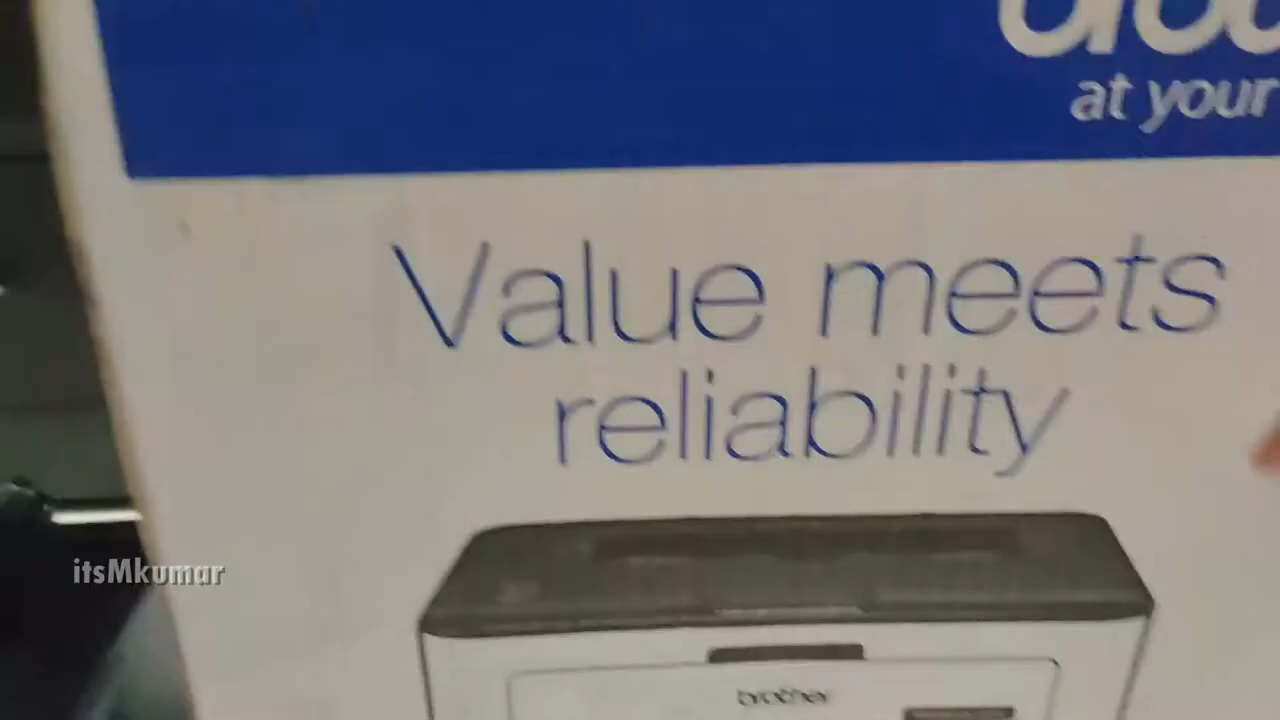 at your
Value meets
reliability
brother
itsMkumar